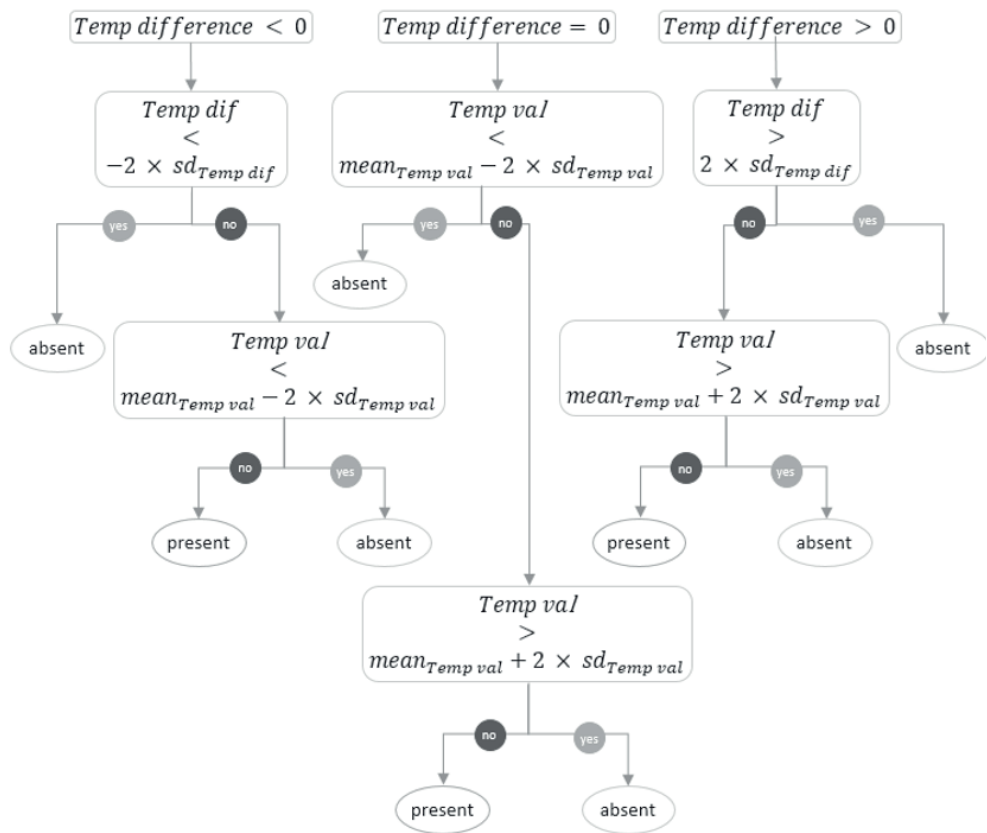 Temp difference < 0
Temp difference = 0
Temp difference > 0
Temp dif
<
−2 × sd_Temp dif
Temp val
<
mean_Temp val − 2 × sd_Temp val
Temp dif
>
2 × sd_Temp dif
yes
no
yes
no
no
yes
absent
absent
Temp val
<
mean_Temp val − 2 × sd_Temp val
Temp val
>
mean_Temp val + 2 × sd_Temp val
absent
no
yes
no
yes
present
absent
present
absent
Temp val
>
mean_Temp val + 2 × sd_Temp val
no
yes
present
absent